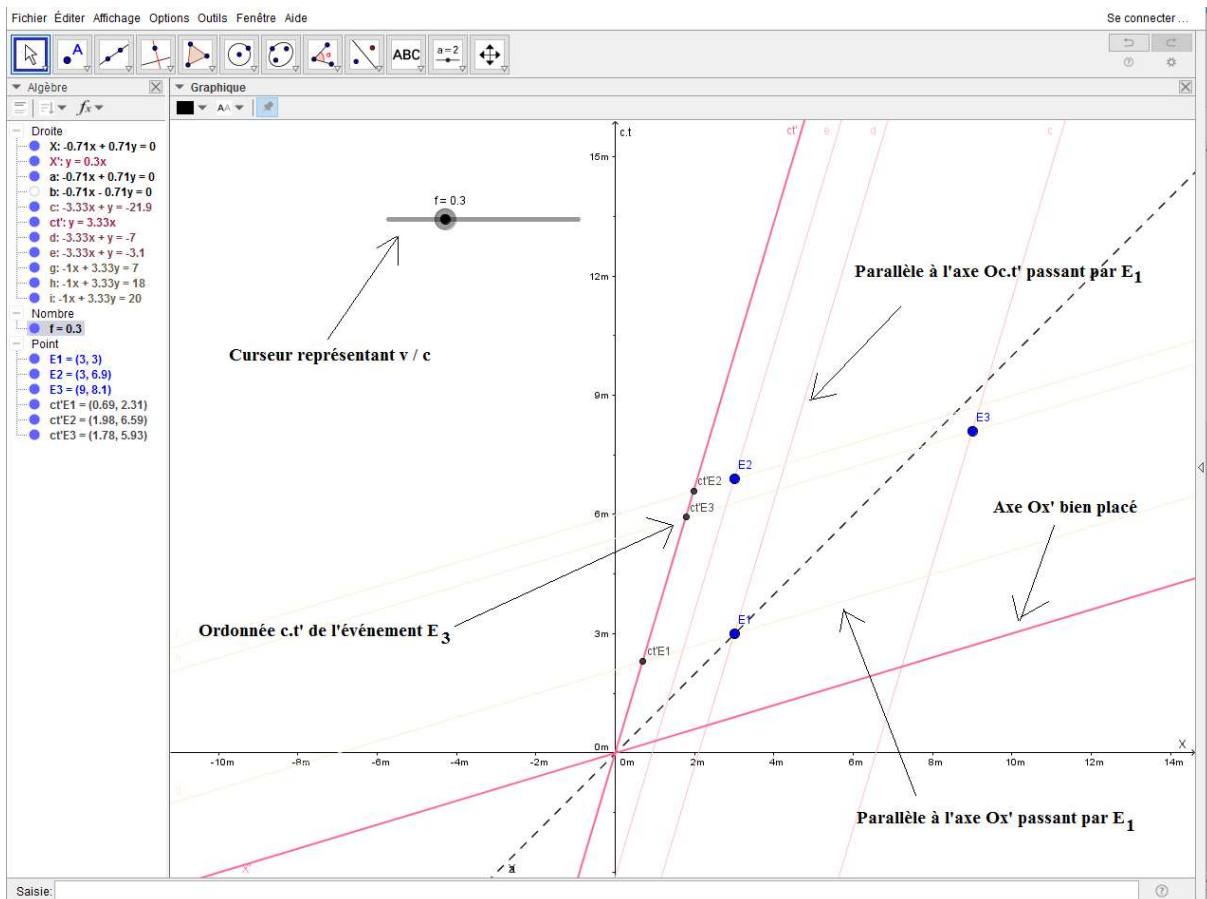 Fichier Éditer Affichage Options Outils Fenêtre Aide
Se connecter ...
A
α
ABC
a=2
Algèbre
Graphique
fx
AA
Droite
X: -0.71x + 0.71y = 0
X': y = 0.3x
a: -0.71x + 0.71y = 0
b: -0.71x - 0.71y = 0
c: -3.33x + y = -21.9
ct': y = 3.33x
d: -3.33x + y = -7
e: -3.33x + y = -3.1
g: -1x + 3.33y = 7
h: -1x + 3.33y = 18
i: -1x + 3.33y = 20
Nombre
f = 0.3
Point
E1 = (3, 3)
E2 = (3, 6.9)
E3 = (9, 8.1)
ct'E1 = (0.69, 2.31)
ct'E2 = (1.98, 6.59)
ct'E3 = (1.78, 5.93)
c.t
ct'
e
d
c
15m
f = 0.3
Parallèle à l'axe Oc.t' passant par E1
12m
Curseur représentant v / c
9m
E3
E2
ct'E2
ct'E3
Axe Ox' bien placé
6m
Ordonnée c.t' de l'événement E3
3m
E1
ct'E1
0m
X
-10m
-8m
-6m
-4m
-2m
0m
2m
4m
6m
8m
10m
12m
14m
Parallèle à l'axe Ox' passant par E1
X'
Saisie: